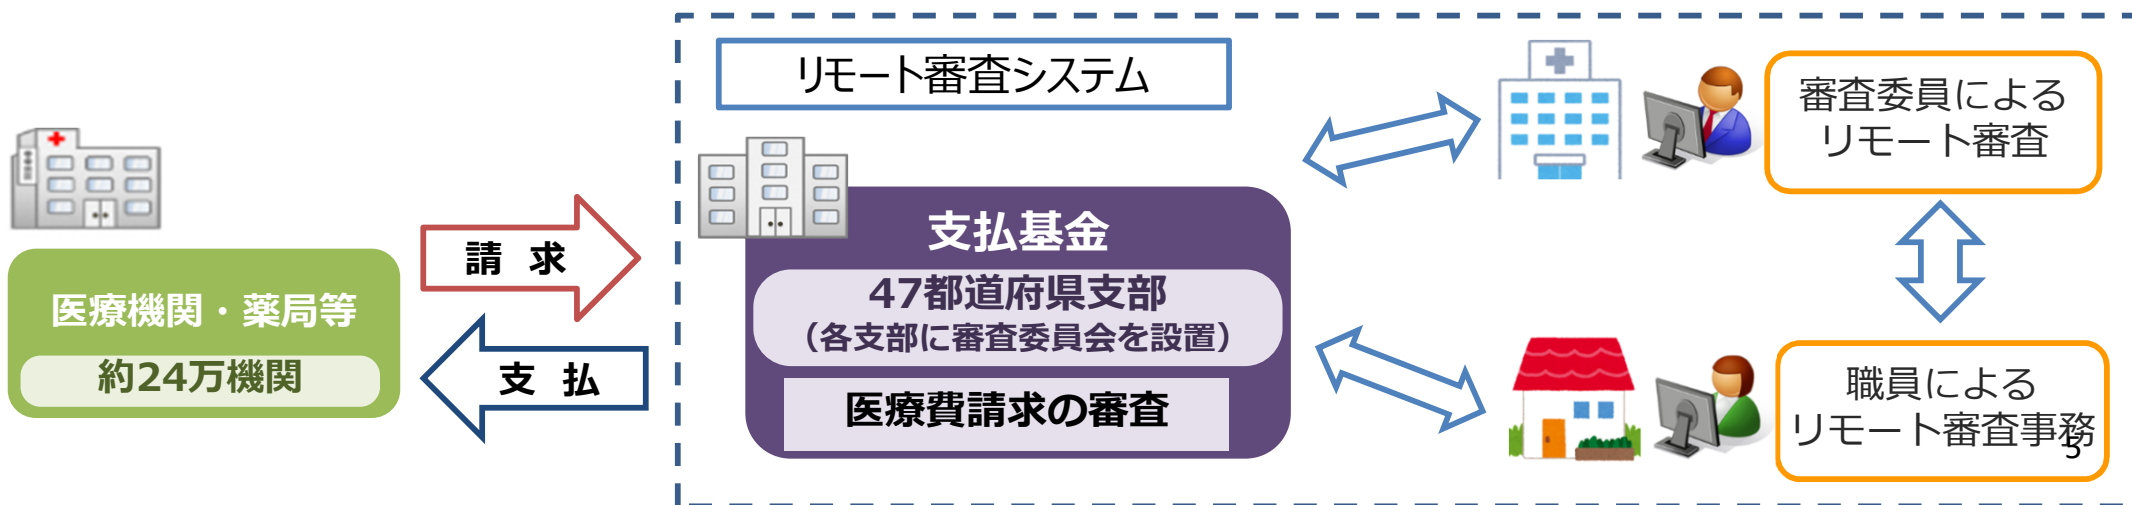 リモート審査システム
審査委員による
リモート審査
支払基金
47都道府県支部
（各支部に審査委員会を設置）
医療費請求の審査
請 求
支 払
医療機関・薬局等
約24万機関
職員による
リモート審査事務
5